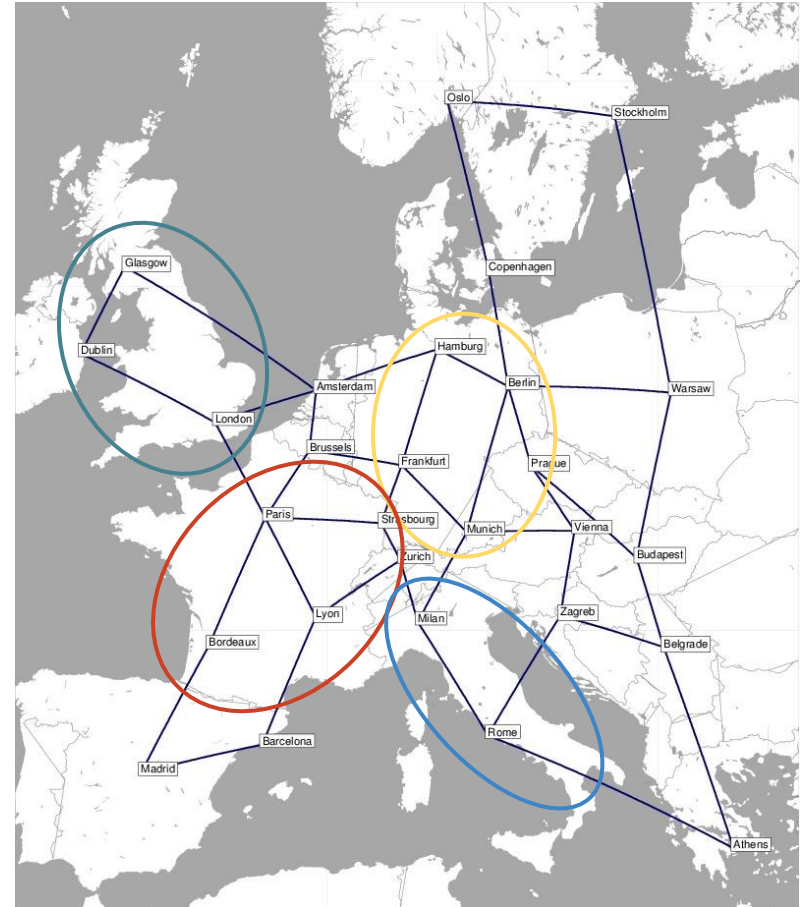 Oslo
Stockholm
Glasgow
Copenhagen
Dublin
Hamburg
Amsterdam
Berlin
Warsaw
London
Brussels
Frankfurt
Prague
Paris
Strasbourg
Munich
Vienna
Zurich
Budapest
Lyon
Milan
Zagreb
Bordeaux
Belgrade
Rome
Barcelona
Madrid
Athens